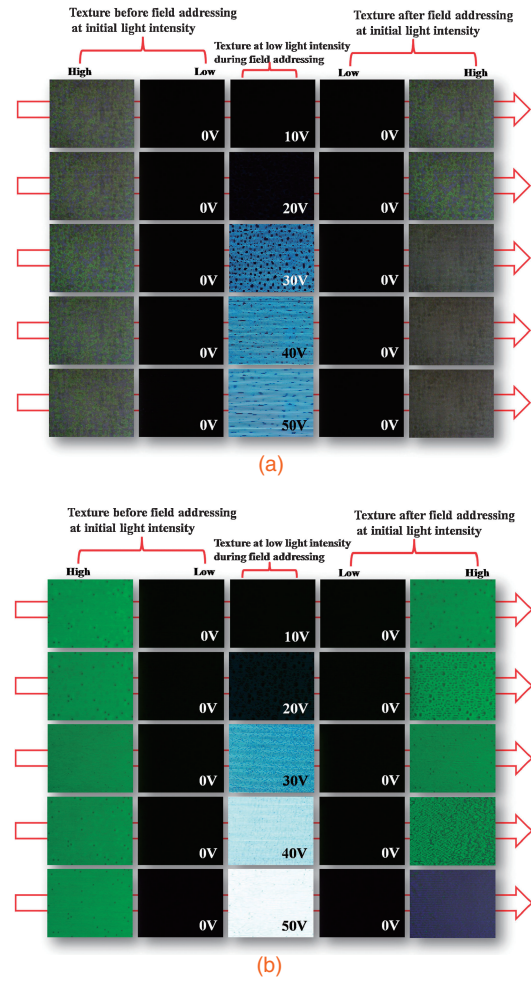 Texture before field addressing
at initial light intensity
Texture at low light intensity
during field addressing
Texture after field addressing
at initial light intensity
High
Low
Low
High
0V
10V
0V
0V
20V
0V
0V
30V
0V
0V
40V
0V
0V
50V
0V
(a)
Texture before field addressing
at initial light intensity
Texture at low light intensity
during field addressing
Texture after field addressing
at initial light intensity
High
Low
Low
High
0V
10V
0V
0V
20V
0V
0V
30V
0V
0V
40V
0V
0V
50V
0V
(b)